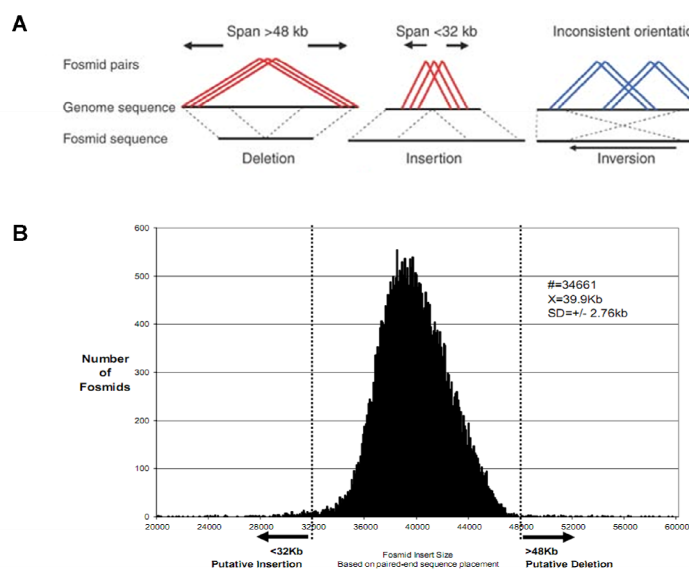 A
Span >48 kb
Span <32 kb
Inconsistent orientatio
Fosmid pairs
Genome sequence
Fosmid sequence
Deletion
Insertion
Inversion
B
600
500
400
300
200
100
0
Number
of
Fosmids
#=34661
X=39.9Kb
SD=+/- 2.76kb
20000 24000 28000 32000 36000 40000 44000 48000 52000 56000 60000
<32Kb
Putative Insertion
Fosmid Insert Size
Based on paired-end sequence placement
>48Kb
Putative Deletion